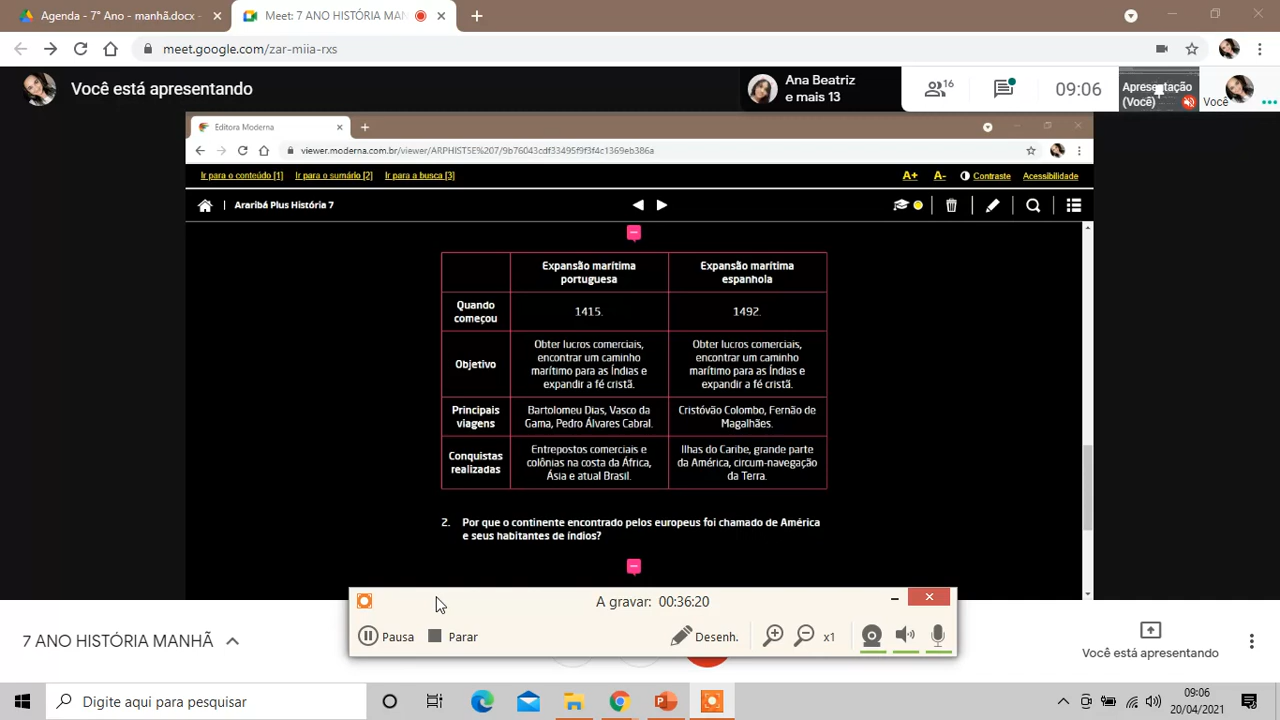 Agenda - 7° Ano - manhã.docx
Meet: 7 ANO HISTÓRIA MAN
meet.google.com/zar-miia-rxs
Você está apresentando
Ana Beatriz
e mais 13
16
09:06
Apresentação
(Você)
Você
Editora Moderna
viewer.moderna.com.br/viewer/ARPHISTSE%207/9b76043cdf33495f9f3f4c1369eb386a
Ir para o conteúdo [1]
Ir para o sumário [2]
Ir para a busca [3]
A+
A-
Contraste
Acessibilidade
Araribá Plus História 7
Expansão marítima
portuguesa
Expansão marítima
espanhola
Quando
começou
1415.
1492.
Objetivo
Obter lucros comerciais,
encontrar um caminho
marítimo para as Índias e
expandir a fé cristã.
Obter lucros comerciais,
encontrar um caminho
marítimo para as Índias e
expandir a fé cristã.
Principais
viagens
Bartolomeu Dias, Vasco da
Gama, Pedro Álvares Cabral.
Cristóvão Colombo, Fernão de
Magalhães.
Conquistas
realizadas
Entrepostos comerciais e
colônias na costa da África,
Ásia e atual Brasil.
Ilhas do Caribe, grande parte
da América, circum-navegação
da Terra.
2. Por que o continente encontrado pelos europeus foi chamado de América
e seus habitantes de índios?
A gravar: 00:36:20
Pausa
Parar
Desenh.
x1
7 ANO HISTÓRIA MANHÃ
Você está apresentando
Digite aqui para pesquisar
09:06
20/04/2021